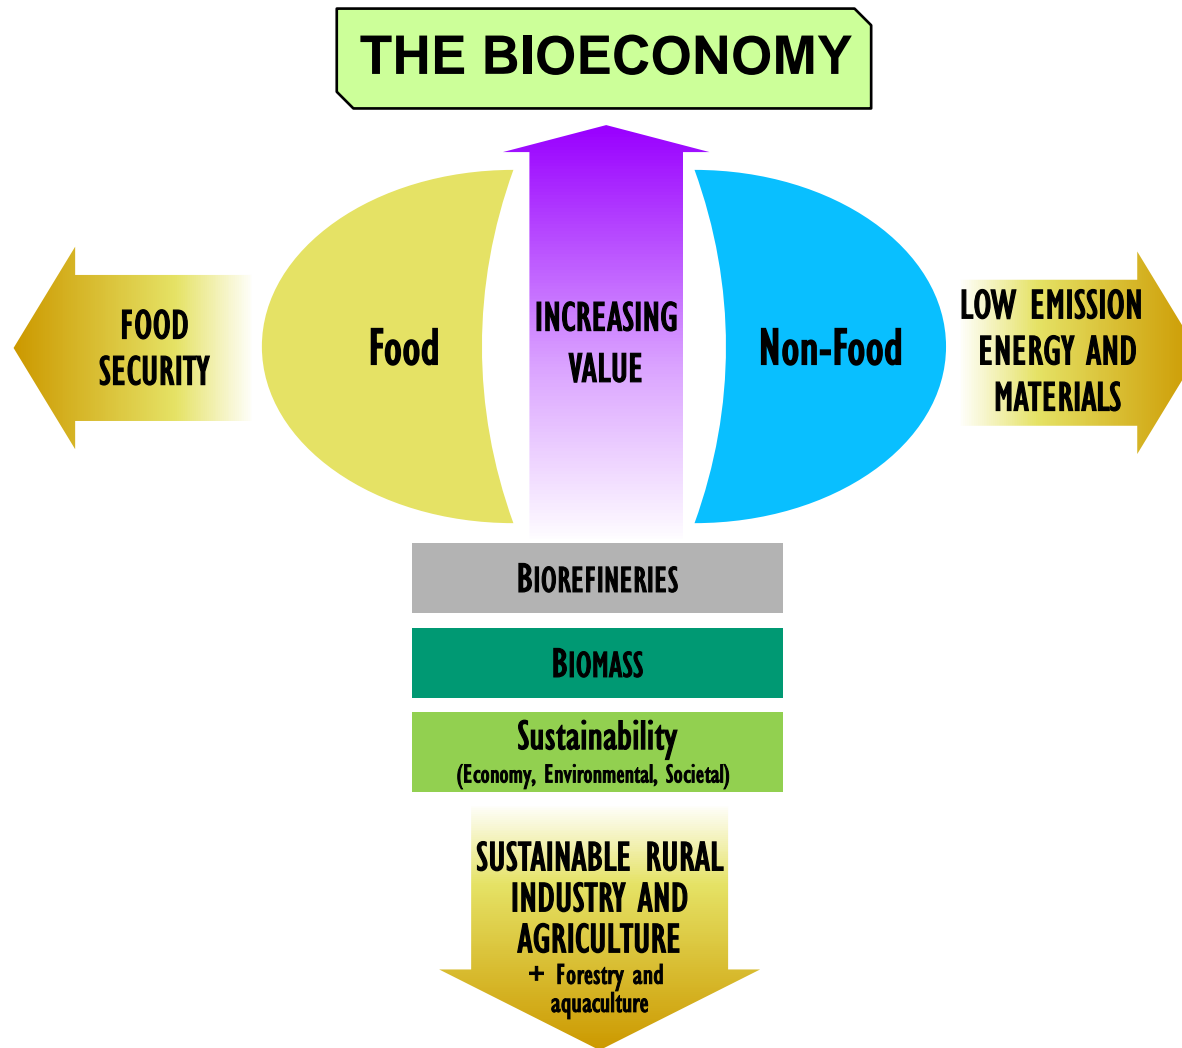 THE BIOECONOMY
FOOD
SECURITY
Food
INCREASING
VALUE
Non-Food
LOW EMISSION
ENERGY AND
MATERIALS
BIOREFINERIES
BIOMASS
Sustainability
(Economy, Environmental, Societal)
SUSTAINABLE RURAL
INDUSTRY AND
AGRICULTURE
+ Forestry and
aquaculture